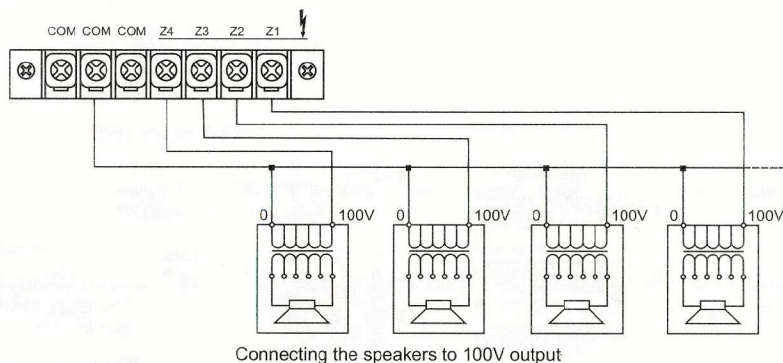 COM COM COM Z4 Z3 Z2 Z1
0 100V 0 100V 0 100V 0 100V
Connecting the speakers to 100V output